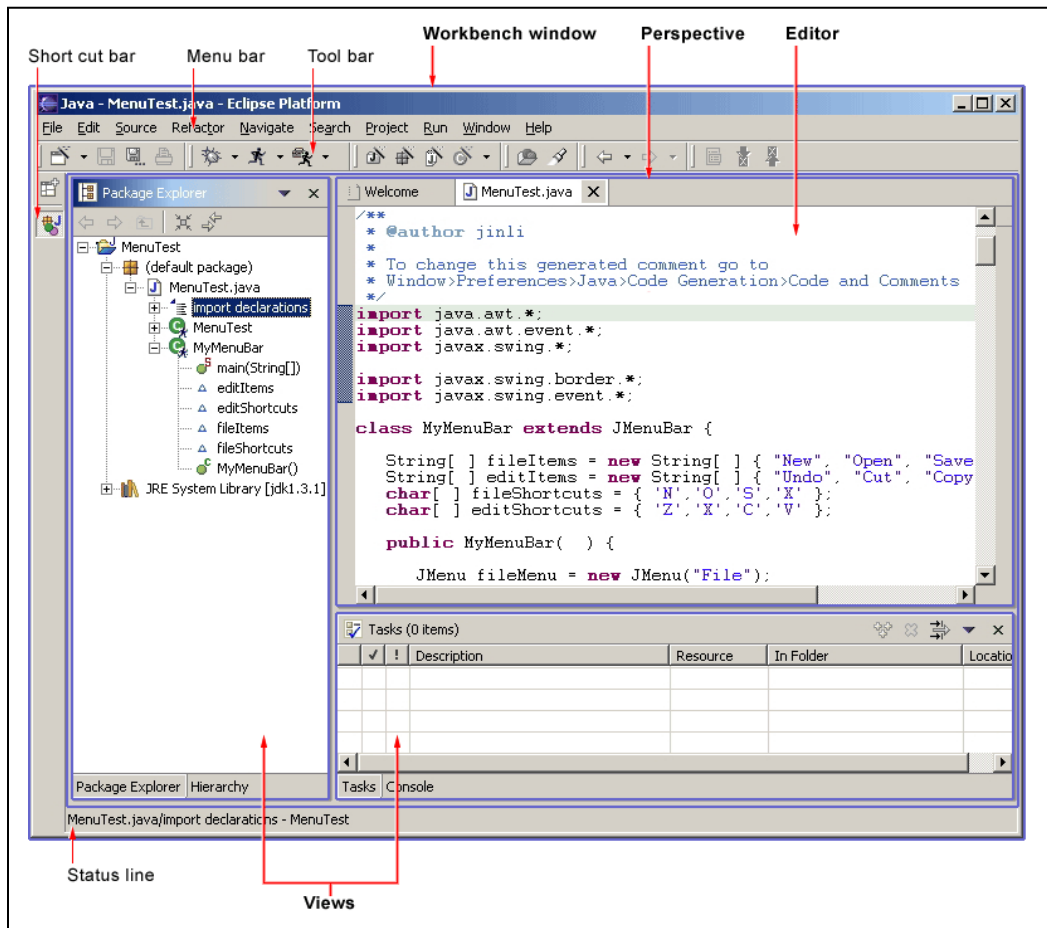 Workbench window Perspective Editor
Short cut bar Menu bar Tool bar
Java - MenuTest.java - Eclipse Platform
File Edit Source Refactor Navigate Search Project Run Window Help
Package Explorer
MenuTest
(default package)
J MenuTest.java
import declarations
MenuTest
MyMenuBar
main(String[])
editItems
editShortcuts
fileItems
fileShortcuts
MyMenuBar()
JRE System Library [jdk1.3.1]
Package Explorer Hierarchy
Welcome J MenuTest.java
/**
* @author jinli
*
* To change this generated comment go to
* Window>Preferences>Java>Code Generation>Code and Comments
*/
import java.awt.*;
import java.awt.event.*;
import javax.swing.*;
import javax.swing.border.*;
import javax.swing.event.*;
class MyMenuBar extends JMenuBar {
String[ ] fileItems = new String[ ] { "New", "Open", "Save
String[ ] editItems = new String[ ] { "Undo", "Cut", "Copy
char[ ] fileShortcuts = { 'N','O','S','X' };
char[ ] editShortcuts = { 'Z','X','C','V' };
public MyMenuBar( ) {
JMenu fileMenu = new JMenu("File");
Tasks (0 items)
! Description Resource In Folder Locatio
Tasks Console
MenuTest.java/import declarations - MenuTest
Status line
Views